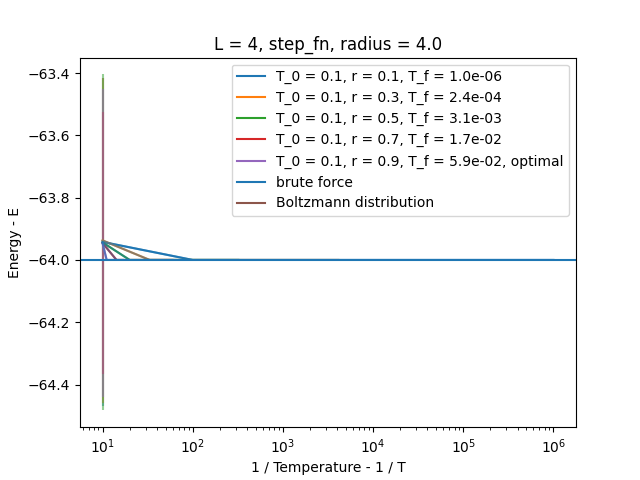 L = 4, step_fn, radius = 4.0
T_0 = 0.1, r = 0.1, T_f = 1.0e-06
T_0 = 0.1, r = 0.3, T_f = 2.4e-04
T_0 = 0.1, r = 0.5, T_f = 3.1e-03
T_0 = 0.1, r = 0.7, T_f = 1.7e-02
T_0 = 0.1, r = 0.9, T_f = 5.9e-02, optimal
brute force
Boltzmann distribution
Energy - E
−63.4
−63.6
−63.8
−64.0
−64.2
−64.4
10¹ 10² 10³ 10⁴ 10⁵ 10⁶
1 / Temperature - 1 / T